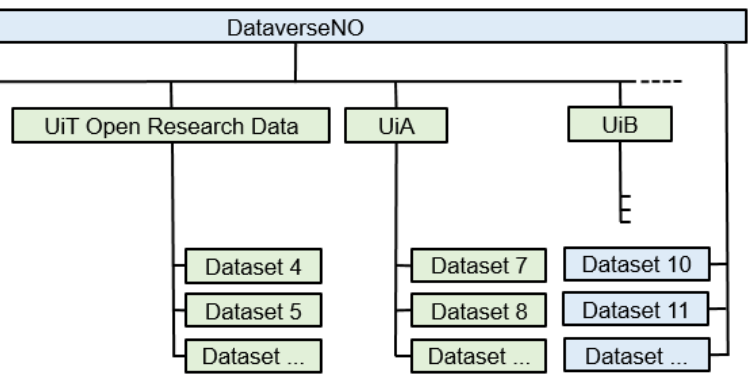 DataverseNO
UiT Open Research Data
UiA
UiB
Dataset 4
Dataset 7
Dataset 10
Dataset 5
Dataset 8
Dataset 11
Dataset ...
Dataset ...
Dataset ...